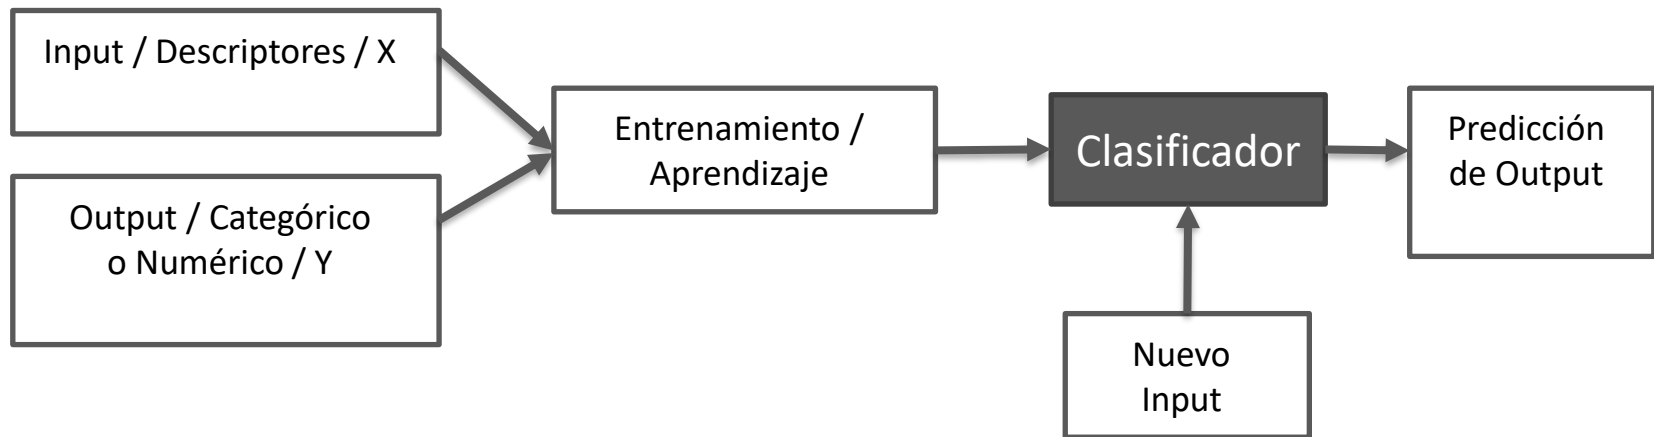 Input / Descriptores / X
Output / Categórico
o Numérico / Y
Entrenamiento /
Aprendizaje
Clasificador
Nuevo
Input
Predicción
de Output